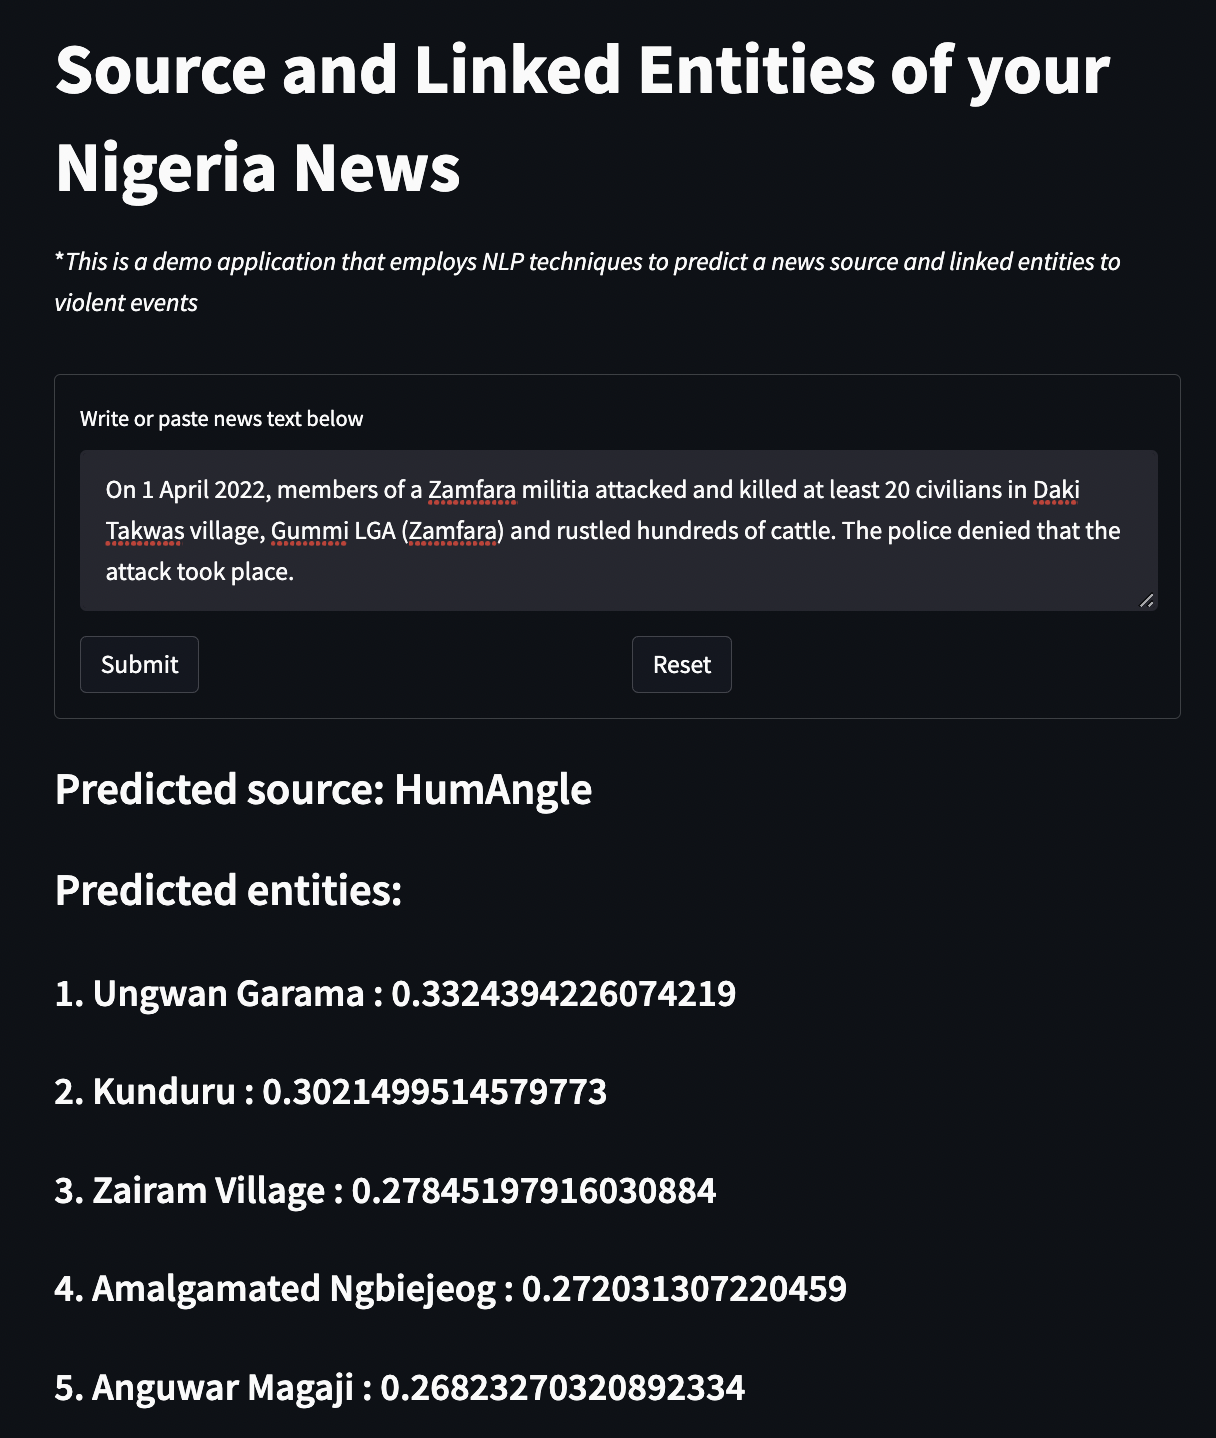 Source and Linked Entities of your
Nigeria News
*This is a demo application that employs NLP techniques to predict a news source and linked entities to
violent events
Write or paste news text below
On 1 April 2022, members of a Zamfara militia attacked and killed at least 20 civilians in Daki
Takwas village, Gummi LGA (Zamfara) and rustled hundreds of cattle. The police denied that the
attack took place.
Submit
Reset
Predicted source: HumAngle
Predicted entities:
1. Ungwan Garama : 0.3324394226074219
2. Kunduru : 0.3021499514579773
3. Zairam Village : 0.27845197916030884
4. Amalgamated Ngbiejeog : 0.272031307220459
5. Anguwar Magaji : 0.26823270320892334